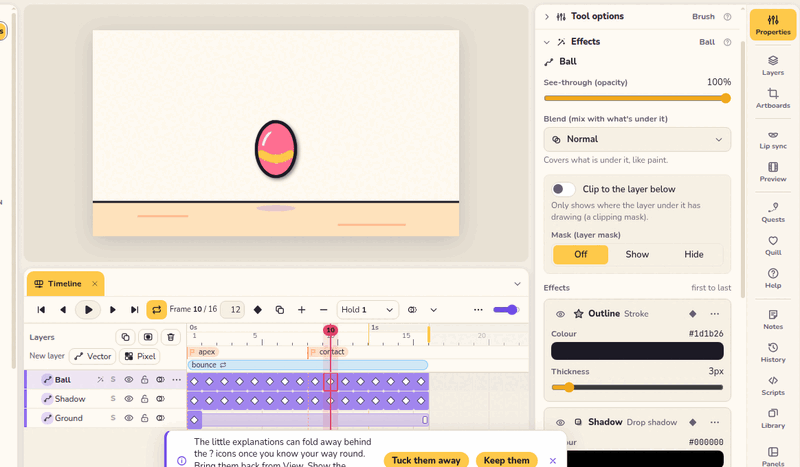 Tool options
Brush
Effects
Ball
Ball
See-through (opacity)
100%
Blend (mix with what's under it)
Normal
Covers what is under it, like paint.
Clip to the layer below
Only shows where the layer under it has
drawing (a clipping mask).
Mask (layer mask)
Off
Show
Hide
Effects
first to last
Outline Stroke
Colour
#1d1b26
Thickness
3px
Shadow Drop shadow
#000000
Properties
Layers
Artboards
Lip sync
Preview
Quests
Quill
Help
Notes
History
Scripts
Library
Panels
Timeline
Frame 10 / 16
12
Hold 1
Layers
New layer
Vector
Pixel
0s
1s
1
5
10
15
20
apex
contact
bounce
Ball
S
Shadow
S
Ground
S
The little explanations can fold away behind
the ? icons once you know your way round.
Bring them back from View, Show the
Tuck them away
Keep them